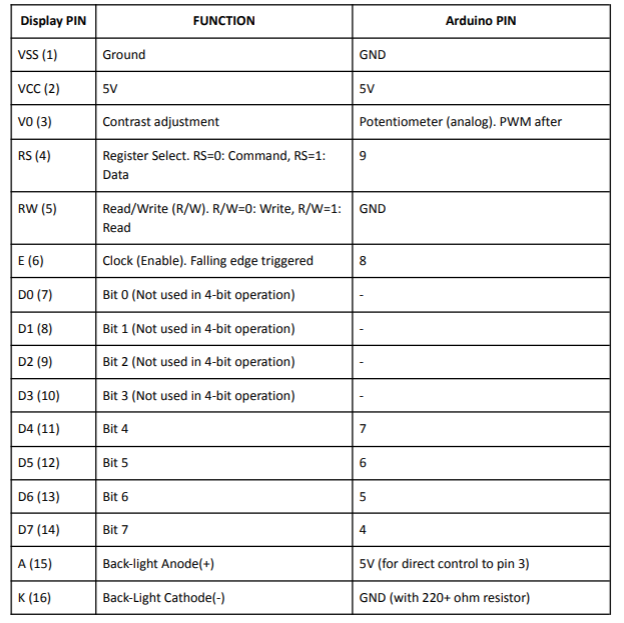 Display PIN FUNCTION Arduino PIN
VSS (1) Ground GND
VCC (2) 5V 5V
V0 (3) Contrast adjustment Potentiometer (analog). PWM after
RS (4) Register Select. RS=0: Command, RS=1: 9
Data
RW (5) Read/Write (R/W). R/W=0: Write, R/W=1: GND
Read
E (6) Clock (Enable). Falling edge triggered 8
D0 (7) Bit 0 (Not used in 4-bit operation) -
D1 (8) Bit 1 (Not used in 4-bit operation) -
D2 (9) Bit 2 (Not used in 4-bit operation) -
D3 (10) Bit 3 (Not used in 4-bit operation) -
D4 (11) Bit 4 7
D5 (12) Bit 5 6
D6 (13) Bit 6 5
D7 (14) Bit 7 4
A (15) Back-light Anode(+) 5V (for direct control to pin 3)
K (16) Back-Light Cathode(-) GND (with 220+ ohm resistor)